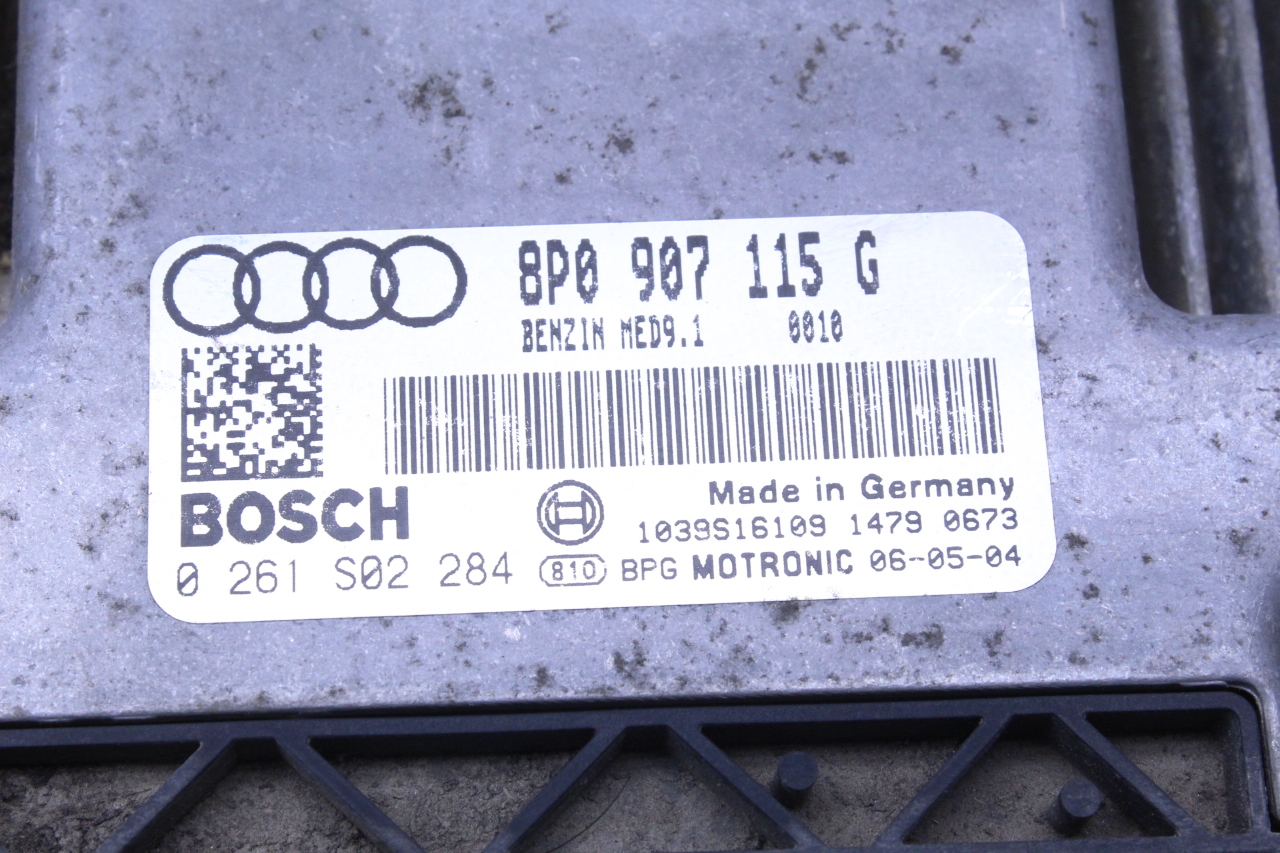 8P0 907 115 G
BENZIN MED9.1 0010
BOSCH
Made in Germany
1039S16109 1479 0673
0 261 S02 284 810 BPG MOTRONIC 06-05-04